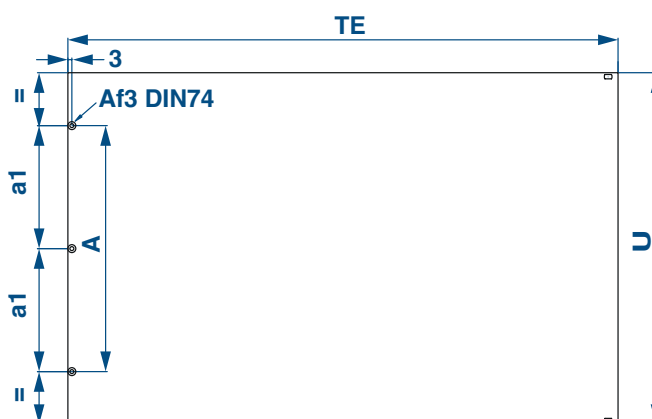 TE
3
=
Af3 DIN74
a1
A
U
a1
=